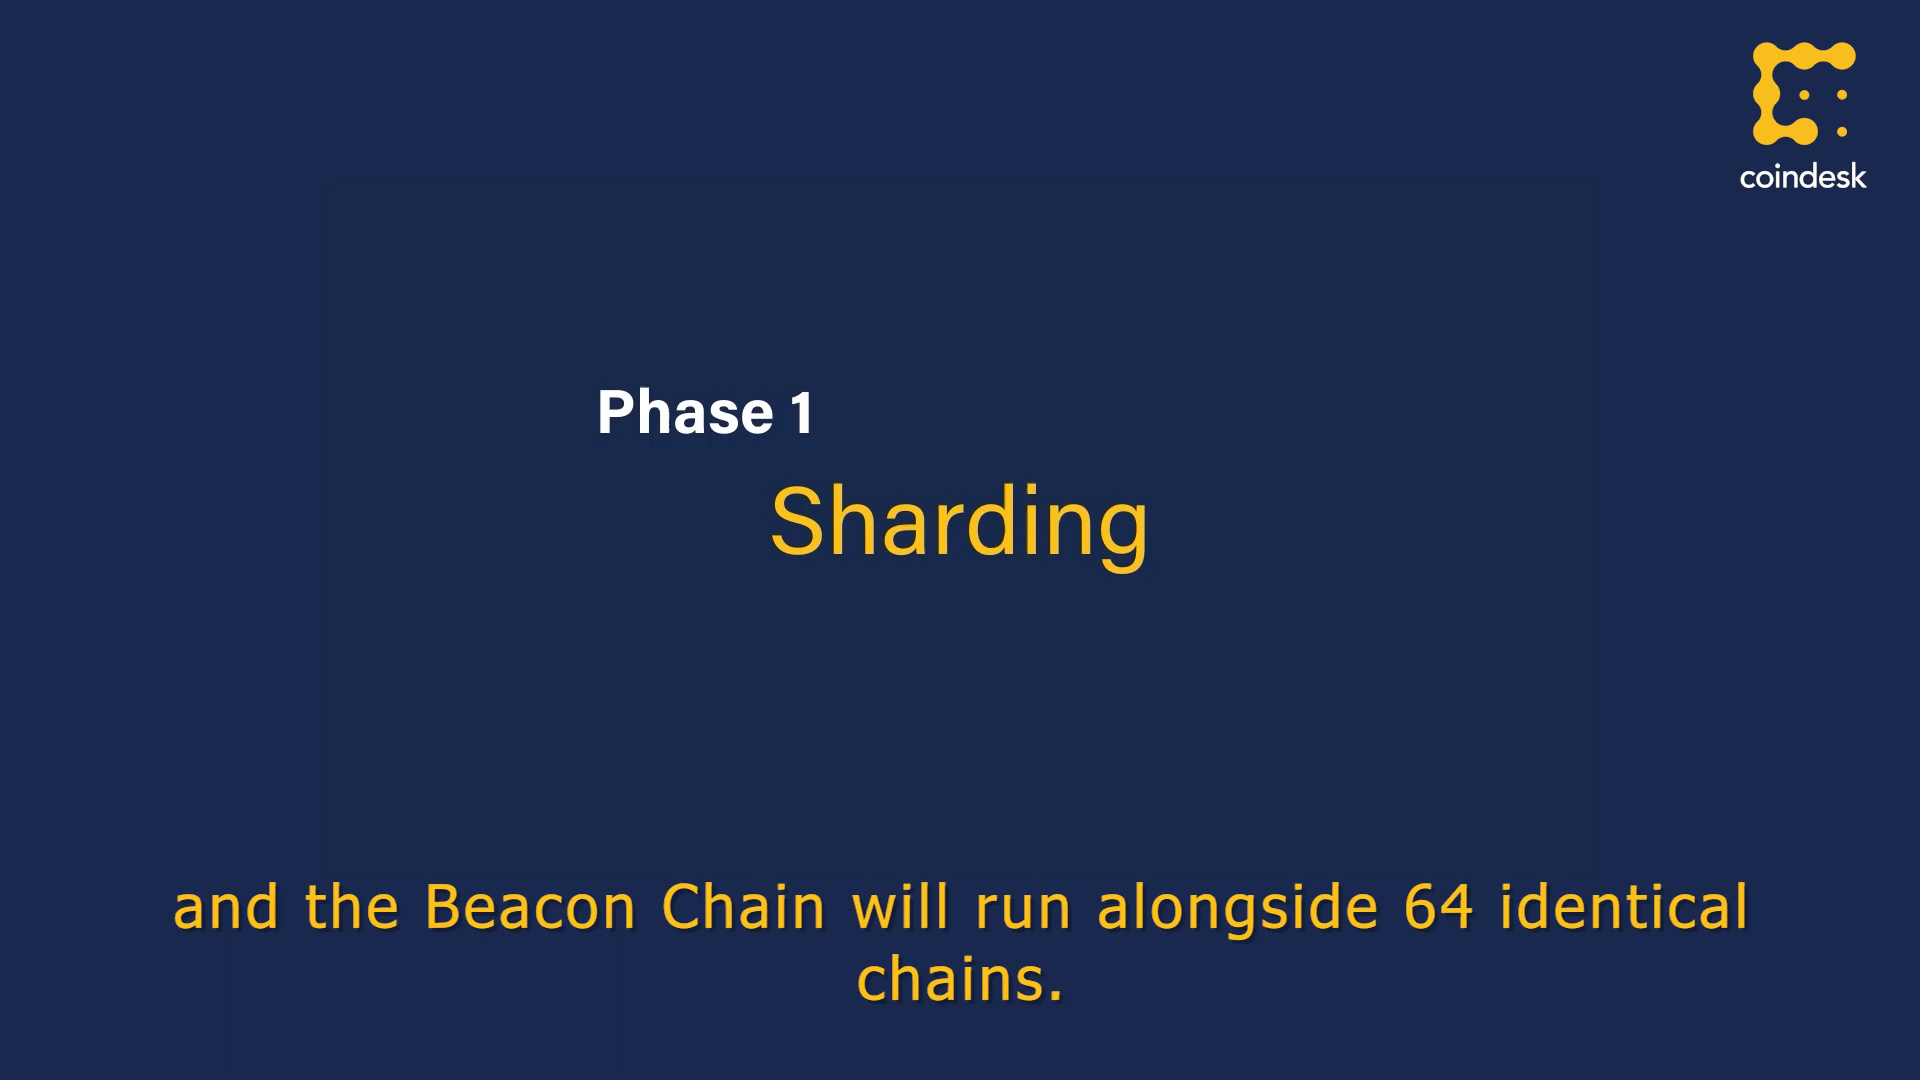 coindesk
Phase 1
Sharding
and the Beacon Chain will run alongside 64 identical
chains.